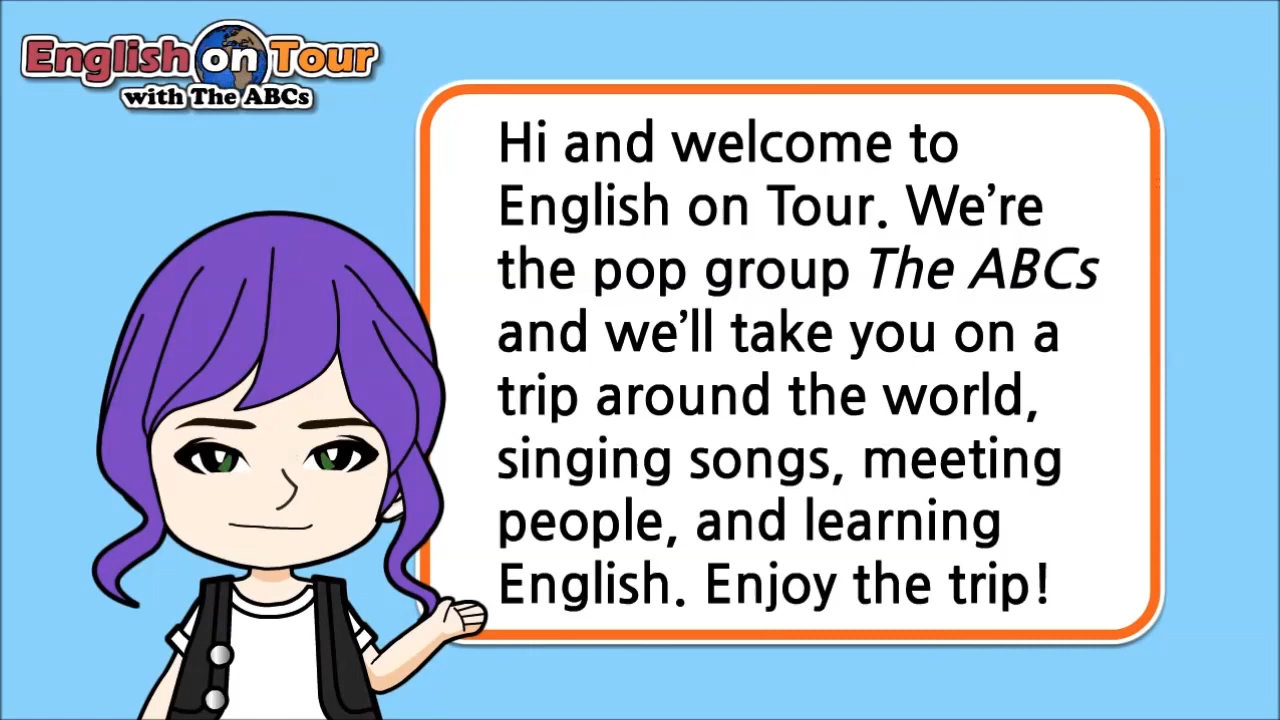 English on Tour
with The ABCs
Hi and welcome to
English on Tour. We're
the pop group The ABCs
and we'll take you on a
trip around the world,
singing songs, meeting
people, and learning
English. Enjoy the trip!